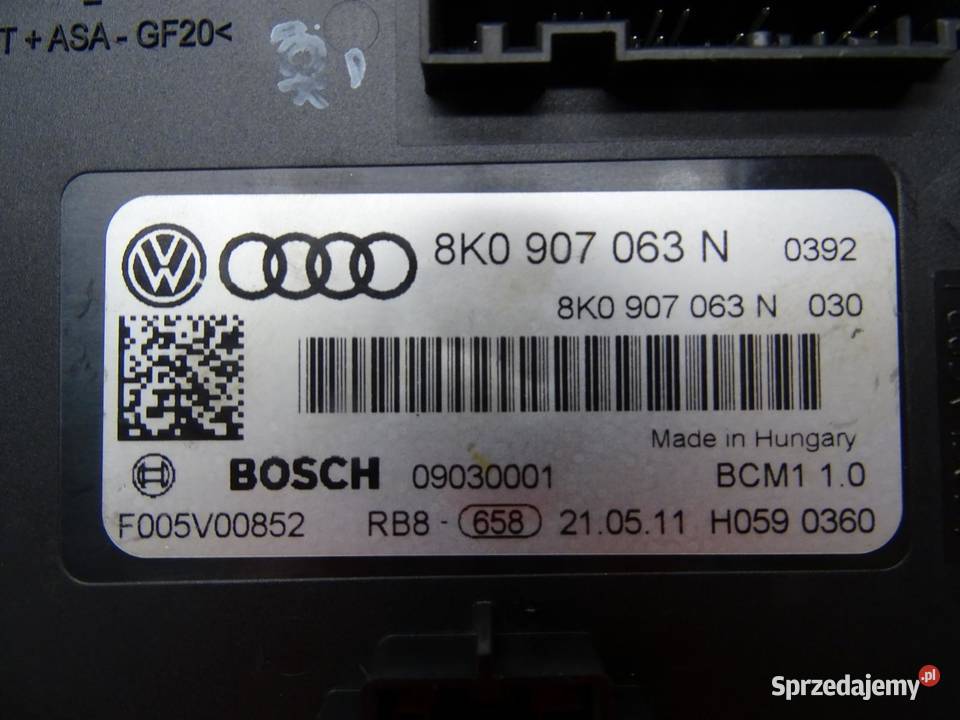 T + ASA - GF20<
8K0 907 063 N 0392
8K0 907 063 N 030
Made in Hungary
BOSCH 09030001 BCM1 1.0
F005V00852 RB8 - 658 21.05.11 H059 0360
Sprzedajemy.pl